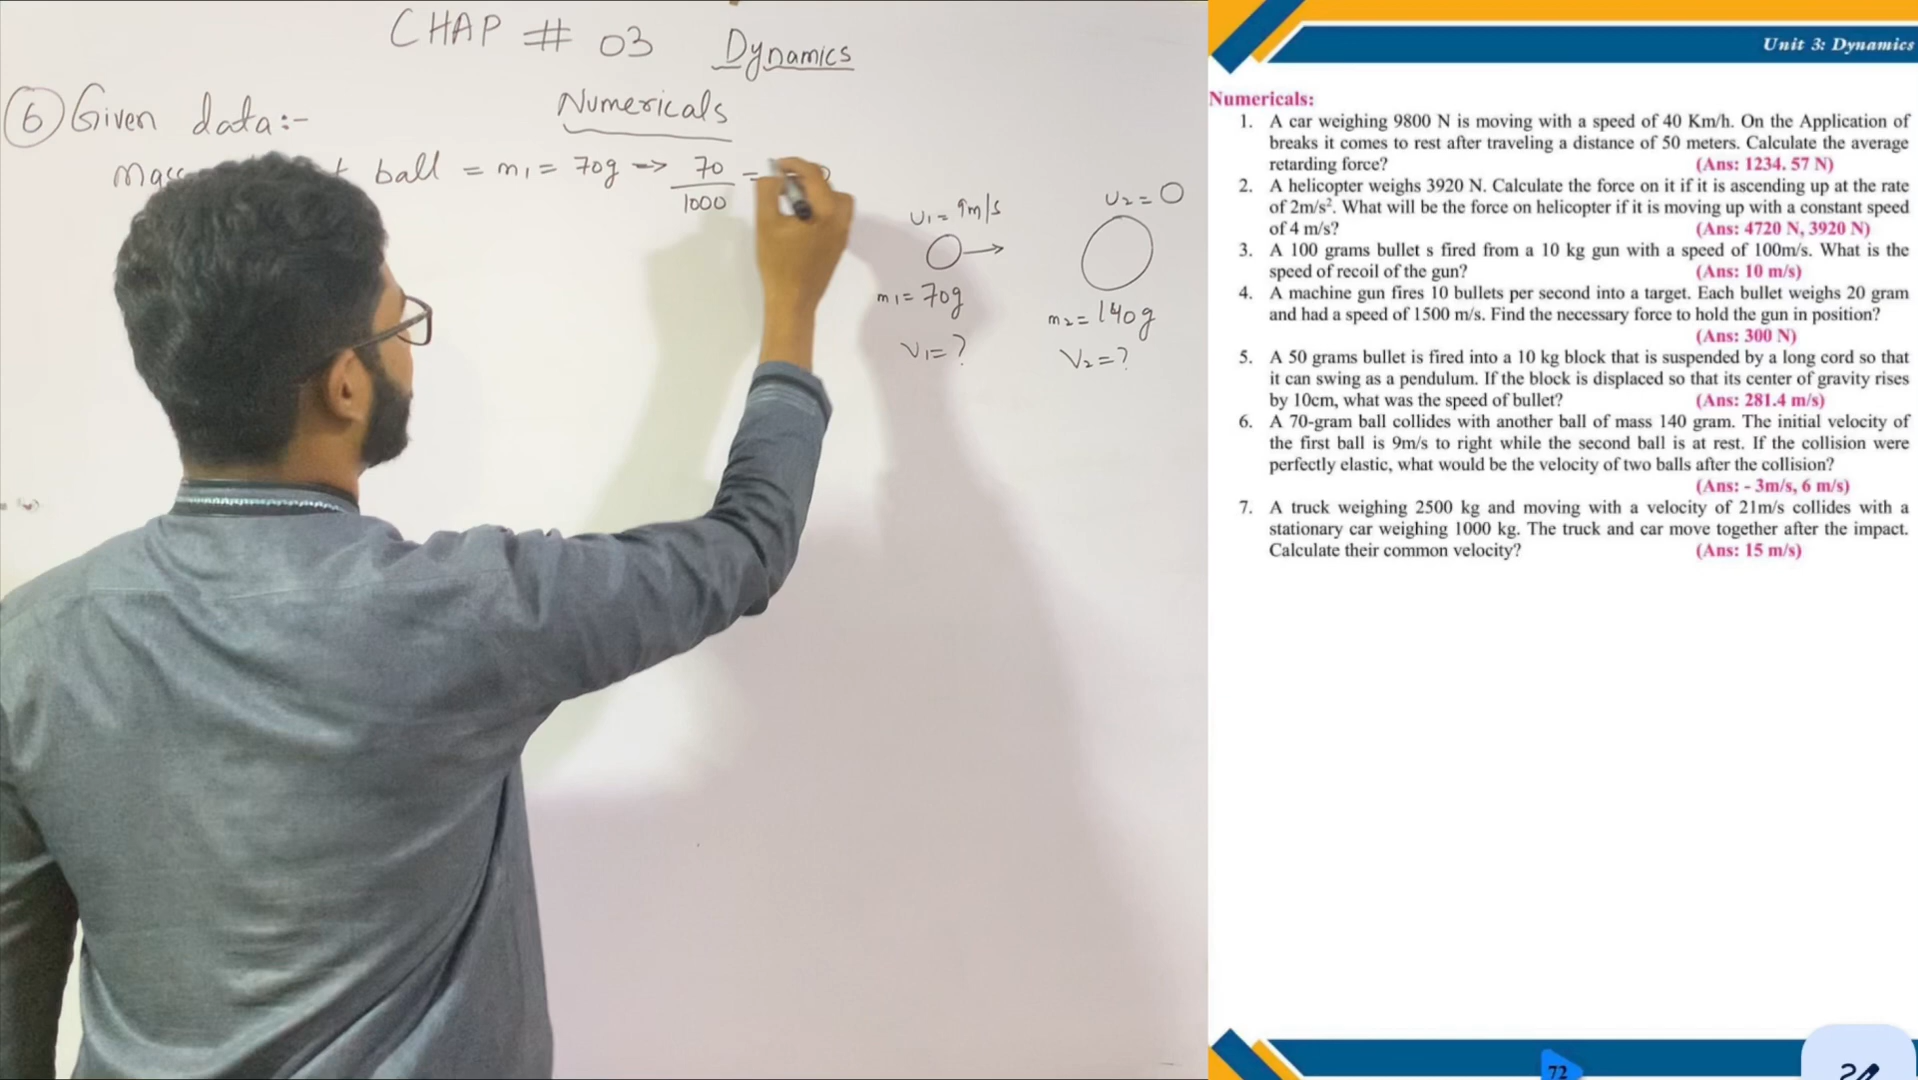 CHAP # 03 Dynamics
Numericals
6 Given data:-
ball = m1 = 70g → 70/1000 =
u1 = 9m/s
m1 = 70g
v1 = ?
u2 = 0
m2 = 140g
v2 = ?
Unit 3: Dynamics
Numericals:
1. A car weighing 9800 N is moving with a speed of 40 Km/h. On the Application of
breaks it comes to rest after traveling a distance of 50 meters. Calculate the average
retarding force? (Ans: 1234. 57 N)
2. A helicopter weighs 3920 N. Calculate the force on it if it is ascending up at the rate
of 2m/s². What will be the force on helicopter if it is moving up with a constant speed
of 4 m/s? (Ans: 4720 N, 3920 N)
3. A 100 grams bullet s fired from a 10 kg gun with a speed of 100m/s. What is the
speed of recoil of the gun? (Ans: 10 m/s)
4. A machine gun fires 10 bullets per second into a target. Each bullet weighs 20 gram
and had a speed of 1500 m/s. Find the necessary force to hold the gun in position?
(Ans: 300 N)
5. A 50 grams bullet is fired into a 10 kg block that is suspended by a long cord so that
it can swing as a pendulum. If the block is displaced so that its center of gravity rises
by 10cm, what was the speed of bullet? (Ans: 281.4 m/s)
6. A 70-gram ball collides with another ball of mass 140 gram. The initial velocity of
the first ball is 9m/s to right while the second ball is at rest. If the collision were
perfectly elastic, what would be the velocity of two balls after the collision?
(Ans: - 3m/s, 6 m/s)
7. A truck weighing 2500 kg and moving with a velocity of 21m/s collides with a
stationary car weighing 1000 kg. The truck and car move together after the impact.
Calculate their common velocity? (Ans: 15 m/s)
72